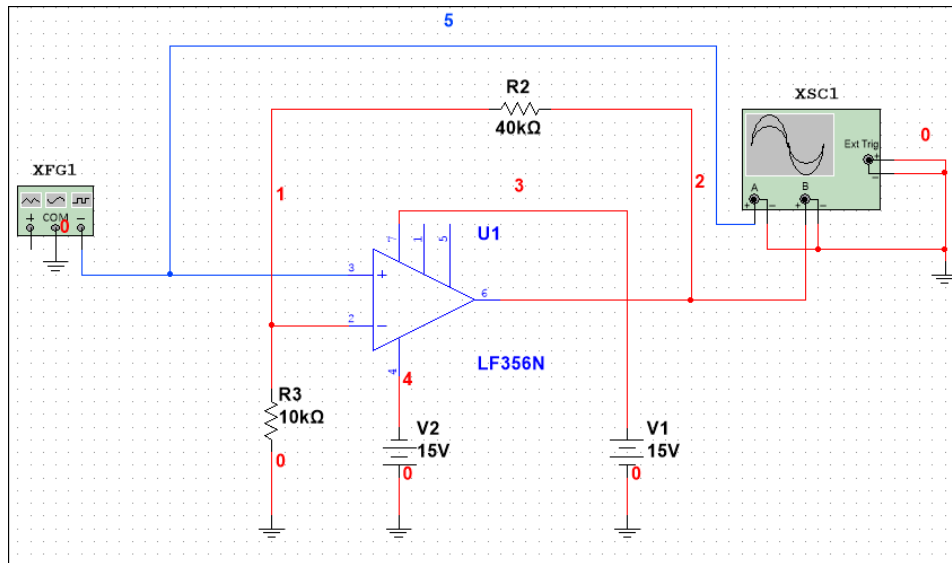 5
R2
40kΩ
XSC1
Ext Trig
+
−
0
A
B
+
−
+
−
XFG1
+
COM
−
0
1
3
2
7
1
5
U1
3
+
6
2
−
4
LF356N
4
R3
10kΩ
0
V2
15V
0
V1
15V
0